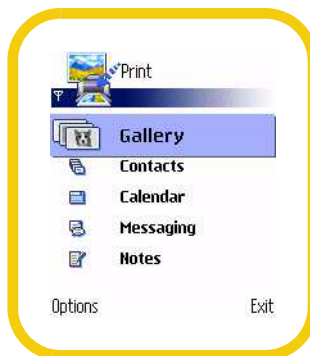 Print
Gallery
Contacts
Calendar
Messaging
Notes
Options Exit